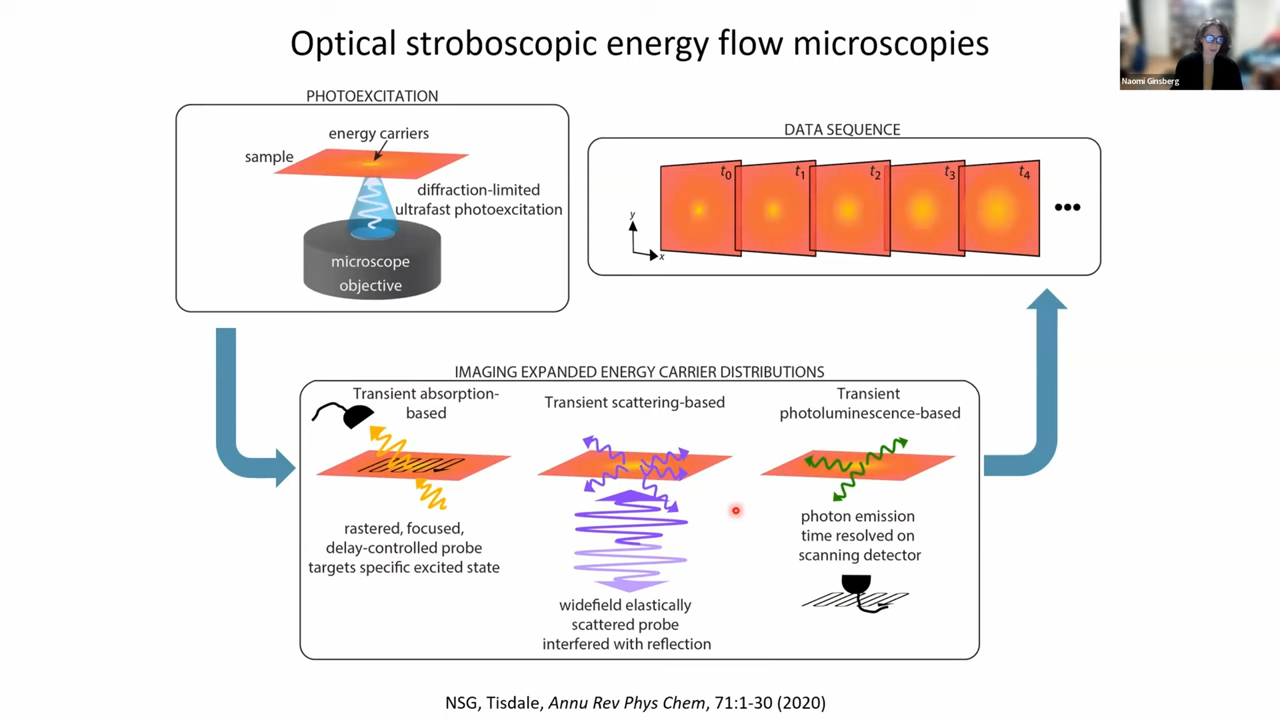 Optical stroboscopic energy flow microscopies
Naomi Ginsberg
PHOTOEXCITATION
energy carriers
sample
diffraction-limited
ultrafast photoexcitation
microscope
objective
DATA SEQUENCE
t0 t1 t2 t3 t4
y
x
•••
IMAGING EXPANDED ENERGY CARRIER DISTRIBUTIONS
Transient absorption-
based
rastered, focused,
delay-controlled probe
targets specific excited state
Transient scattering-based
widefield elastically
scattered probe
interfered with reflection
Transient
photoluminescence-based
photon emission
time resolved on
scanning detector
NSG, Tisdale, Annu Rev Phys Chem, 71:1-30 (2020)